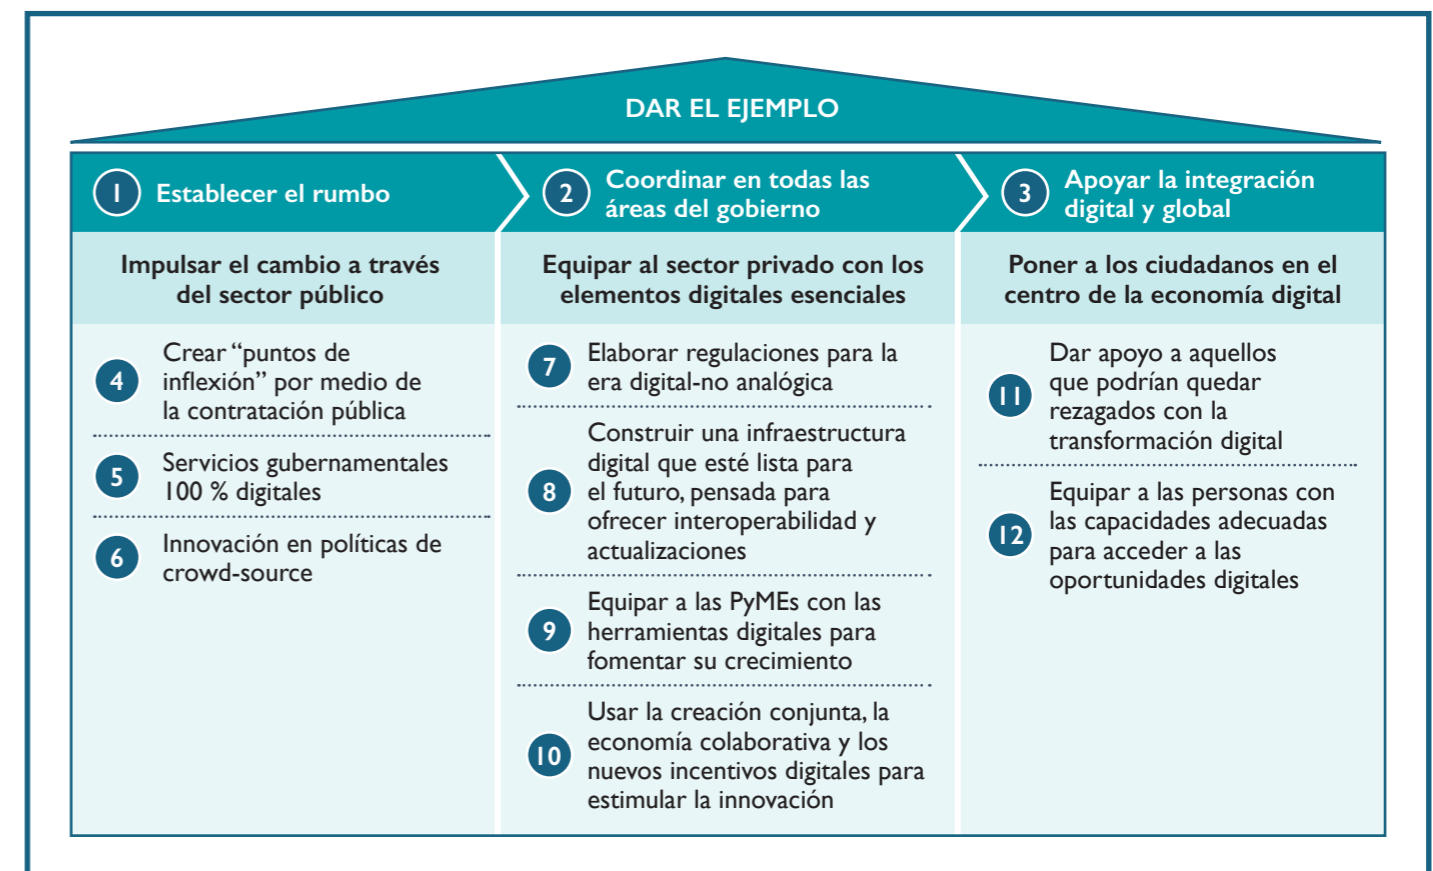 DAR EL EJEMPLO
1 Establecer el rumbo
2 Coordinar en todas las
áreas del gobierno
3 Apoyar la integración
digital y global
Impulsar el cambio a través
del sector público
Equipar al sector privado con los
elementos digitales esenciales
Poner a los ciudadanos en el
centro de la economía digital
4 Crear “puntos de
inflexión” por medio de
la contratación pública
5 Servicios gubernamentales
100 % digitales
6 Innovación en políticas de
crowd-source
7 Elaborar regulaciones para la
era digital-no analógica
8 Construir una infraestructura
digital que esté lista para
el futuro, pensada para
ofrecer interoperabilidad y
actualizaciones
9 Equipar a las PyMEs con las
herramientas digitales para
fomentar su crecimiento
10 Usar la creación conjunta, la
economía colaborativa y los
nuevos incentivos digitales para
estimular la innovación
11 Dar apoyo a aquellos
que podrían quedar
rezagados con la
transformación digital
12 Equipar a las personas con
las capacidades adecuadas
para acceder a las
oportunidades digitales